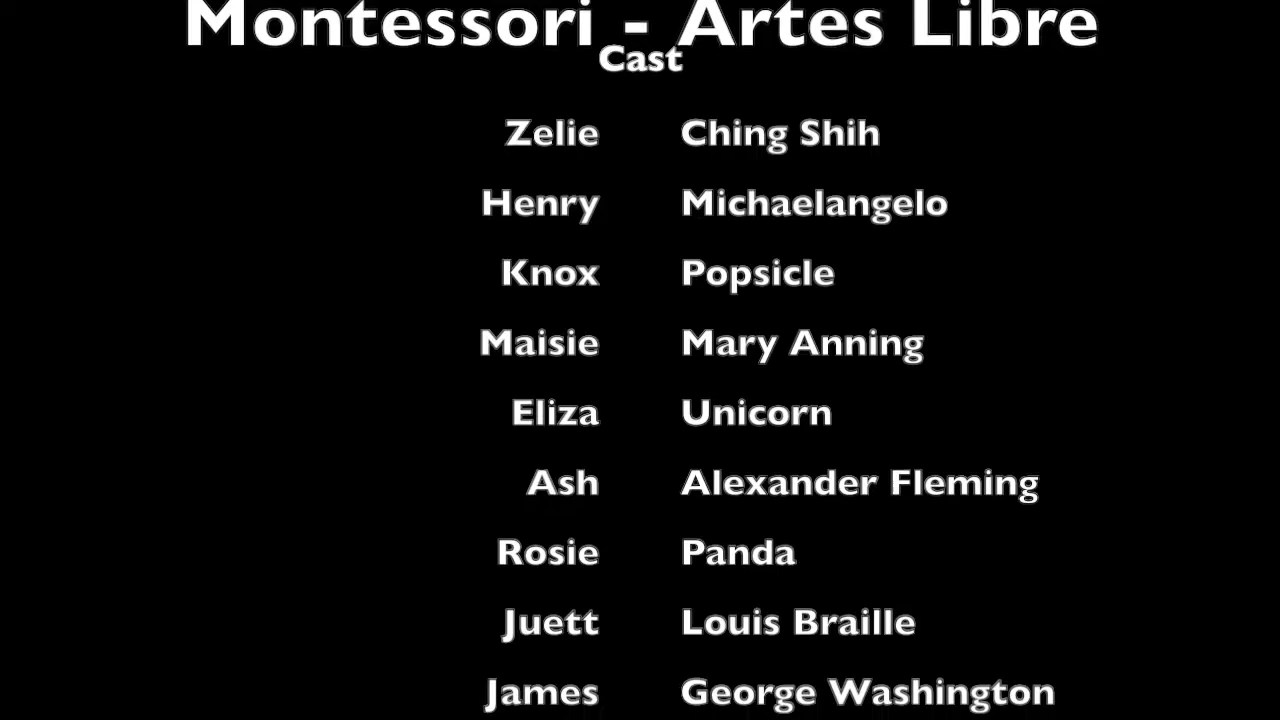 Montessori - Artes Libre
Cast
Zelie Ching Shih
Henry Michaelangelo
Knox Popsicle
Maisie Mary Anning
Eliza Unicorn
Ash Alexander Fleming
Rosie Panda
Juett Louis Braille
James George Washington